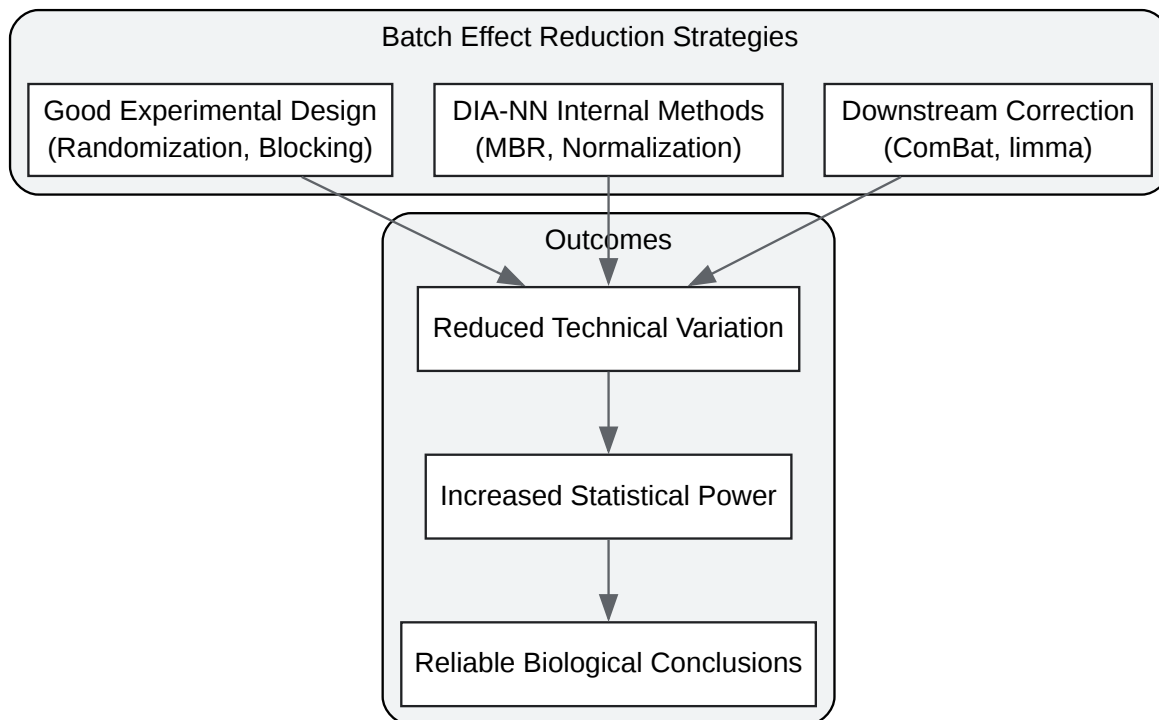 Batch Effect Reduction Strategies
Good Experimental Design
(Randomization, Blocking)
DIA-NN Internal Methods
(MBR, Normalization)
Downstream Correction
(ComBat, limma)
Outcomes
Reduced Technical Variation
Increased Statistical Power
Reliable Biological Conclusions